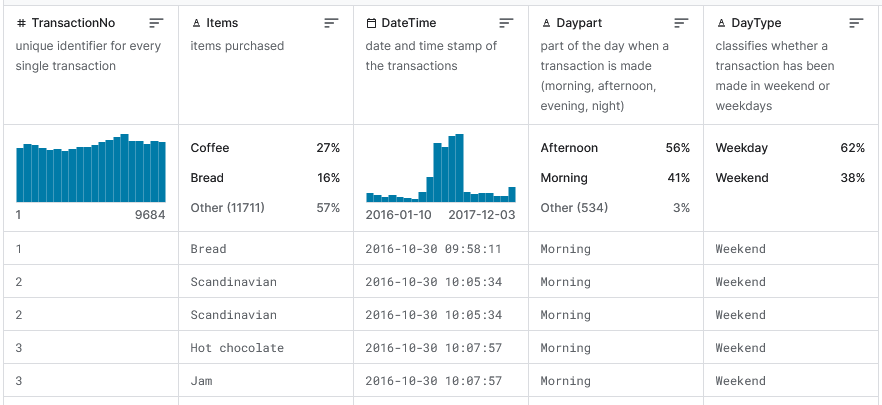 # TransactionNo
unique identifier for every
single transaction
A Items
items purchased
DateTime
date and time stamp of
the transactions
A Daypart
part of the day when a
transaction is made
(morning, afternoon,
evening, night)
A DayType
classifies whether a
transaction has been
made in weekend or
weekdays
1 9684
Coffee 27%
Bread 16%
Other (11711) 57%
2016-01-10 2017-12-03
Afternoon 56%
Morning 41%
Other (534) 3%
Weekday 62%
Weekend 38%
1 Bread 2016-10-30 09:58:11 Morning Weekend
2 Scandinavian 2016-10-30 10:05:34 Morning Weekend
2 Scandinavian 2016-10-30 10:05:34 Morning Weekend
3 Hot chocolate 2016-10-30 10:07:57 Morning Weekend
3 Jam 2016-10-30 10:07:57 Morning Weekend